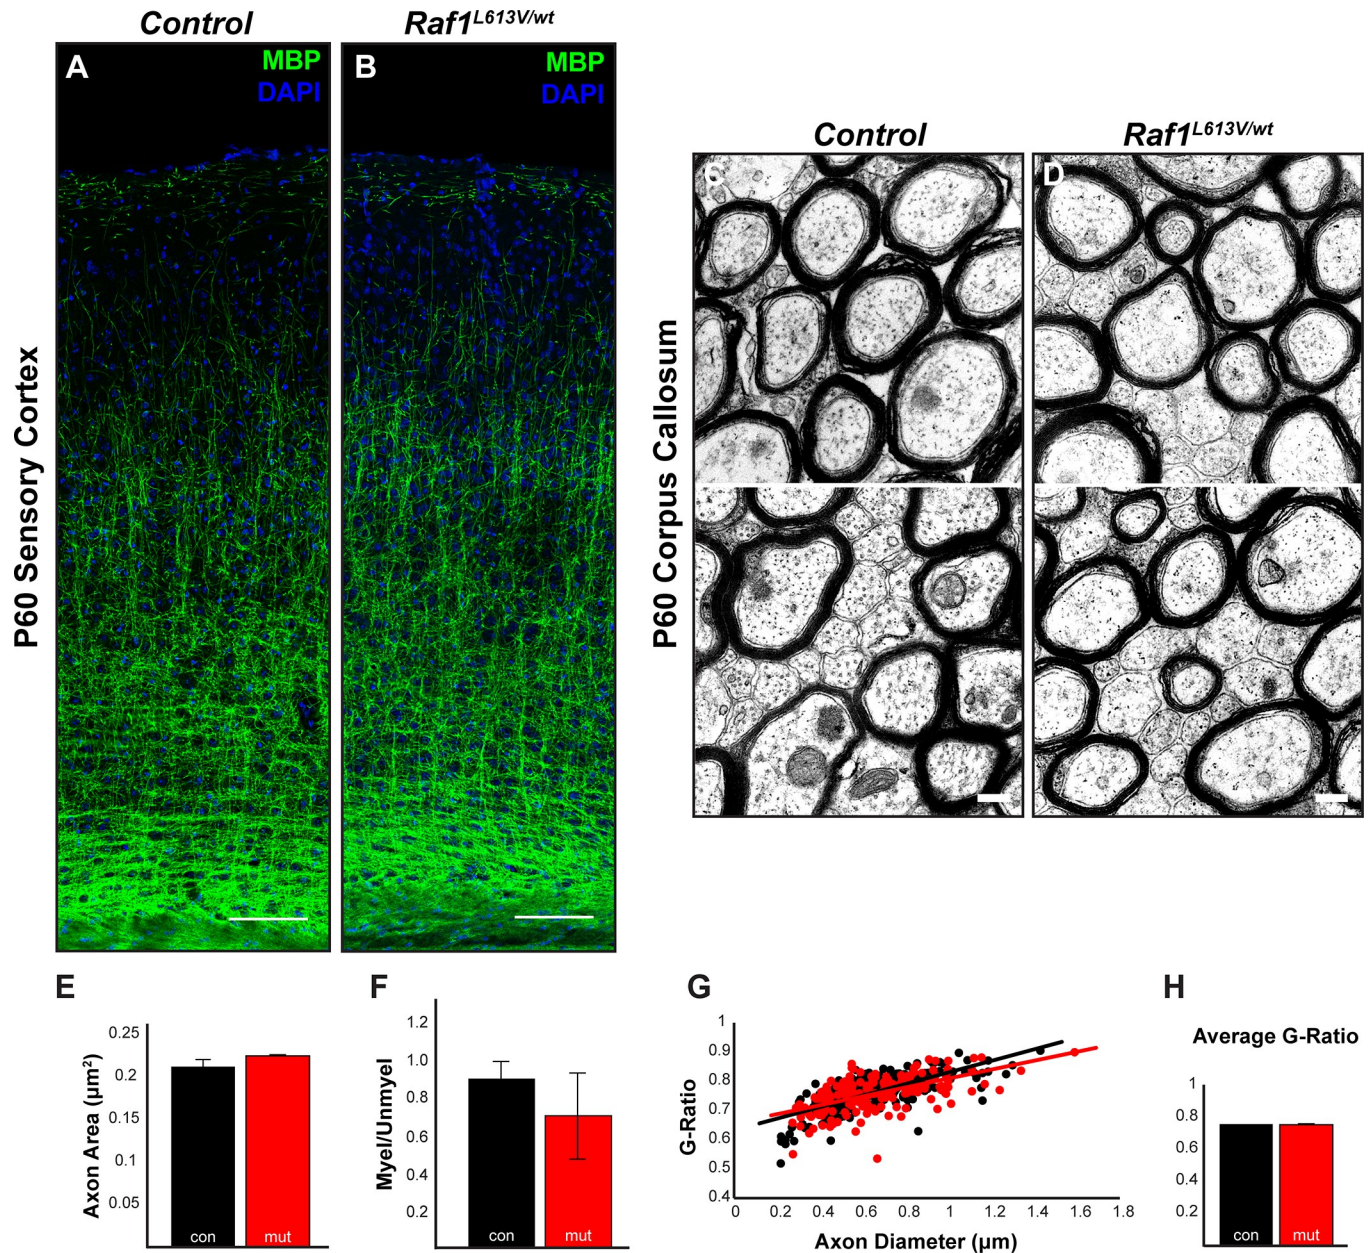 Control
Raf1L613V/wt
A
MBP
DAPI
B
MBP
DAPI
P60 Sensory Cortex
Control
Raf1L613V/wt
C
D
P60 Corpus Callosum
E
Axon Area (μm²)
0.25
0.2
0.15
0.1
0.05
con
mut
F
Myel/Unmyel
1.2
1.0
0.8
0.6
0.4
0.2
con
mut
G
G-Ratio
1
0.9
0.8
0.7
0.6
0.5
0.4
0
0.2
0.4
0.6
0.8
1
1.2
1.4
1.6
1.8
Axon Diameter (μm)
H
Average G-Ratio
1
0.8
0.6
0.4
0.2
con
mut